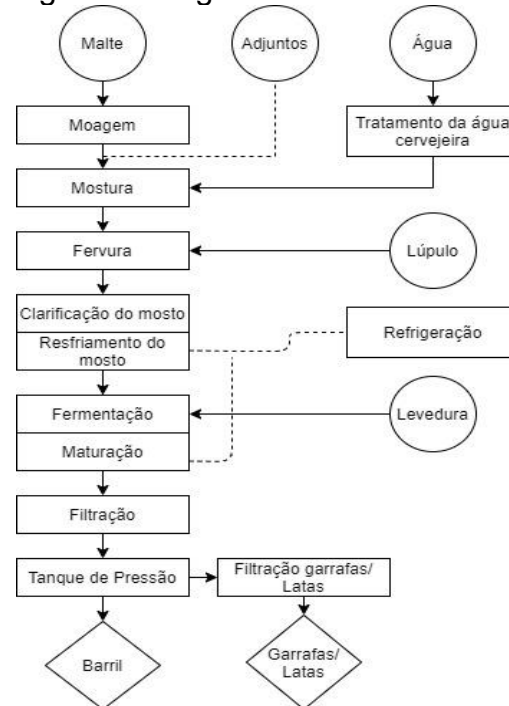 Malte
Adjuntos
Água
Moagem
Tratamento da água
cervejeira
Mostura
Fervura
Lúpulo
Clarificação do mosto
Resfriamento do
mosto
Refrigeração
Fermentação
Levedura
Maturação
Filtração
Tanque de Pressão
Filtração garrafas/
Latas
Barril
Garrafas/
Latas